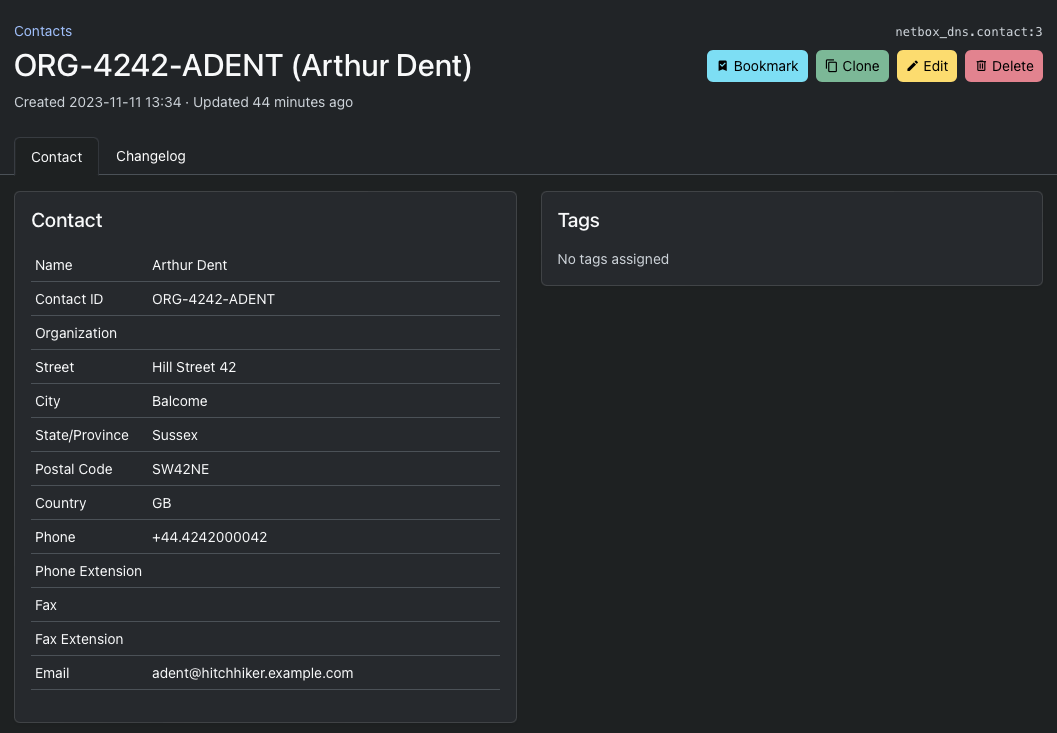 Contacts
netbox_dns.contact:3
ORG-4242-ADENT (Arthur Dent)
Bookmark Clone Edit Delete
Created 2023-11-11 13:34 · Updated 44 minutes ago
Contact Changelog
Contact
Name Arthur Dent
Contact ID ORG-4242-ADENT
Organization
Street Hill Street 42
City Balcome
State/Province Sussex
Postal Code SW42NE
Country GB
Phone +44.4242000042
Phone Extension
Fax
Fax Extension
Email adent@hitchhiker.example.com
Tags
No tags assigned